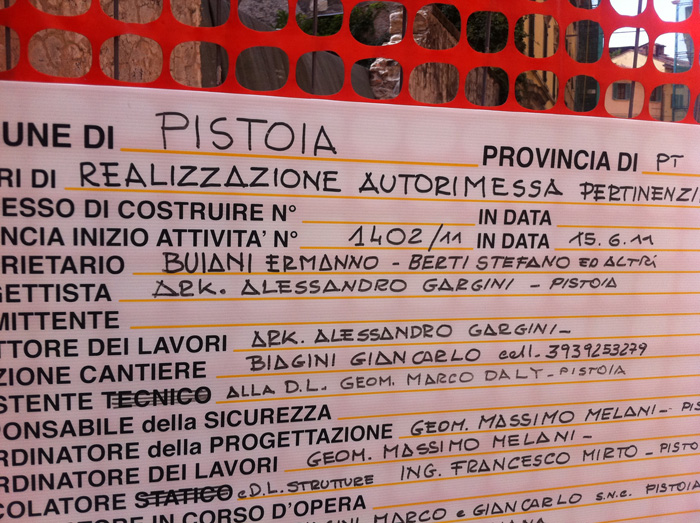 UNE DI PISTOIA PROVINCIA DI PT
RI DI REALIZZAZIONE AUTORIMESSA PERTINENZI
ESSO DI COSTRUIRE N° IN DATA
NCIA INIZIO ATTIVITA' N° 1402/11 IN DATA 15.6.11
RIETARIO BUIANI ERMANNO - BERTI STEFANO ED ALTRI
GETTISTA ARK. ALESSANDRO GARGINI - PISTOIA
MITTENTE
TTORE DEI LAVORI ARK. ALESSANDRO GARGINI -
ZIONE CANTIERE BIAGINI GIANCARLO cell. 3939253279
STENTE TECNICO ALLA D.L. GEOM. MARCO DALY - PISTOIA
PONSABILE della SICUREZZA
RDINATORE della PROGETTAZIONE GEOM. MASSIMO MELANI - PIS
RDINATORE DEI LAVORI GEOM. MASSIMO MELANI -
COLATORE STATICO e D.L. STRUTTURE ING. FRANCESCO MIRTO - PISTO
TORE IN CORSO D'OPERA
GINI MARCO e GIANCARLO s.n.c. PISTOIA